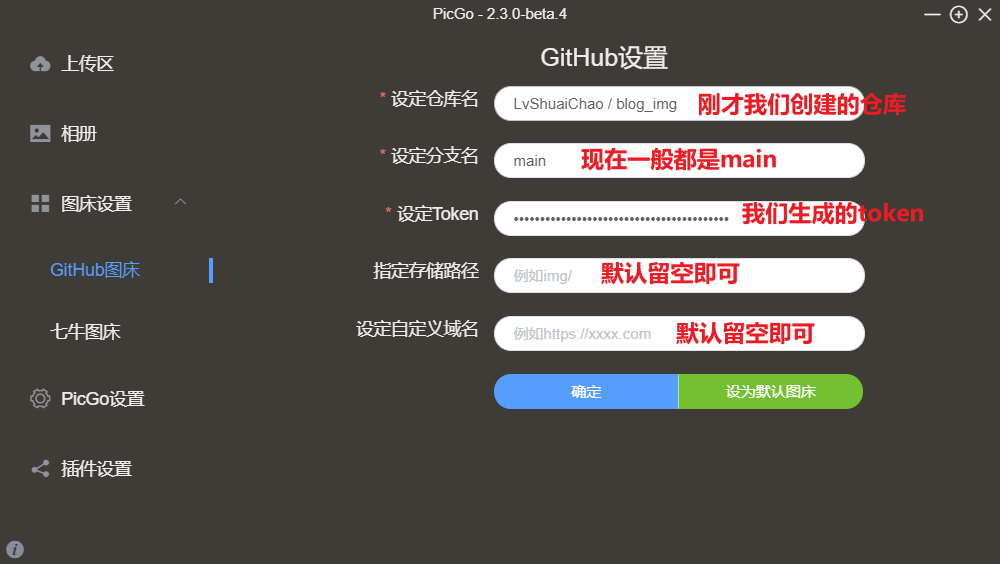 PicGo - 2.3.0-beta.4
上传区
相册
图床设置
GitHub图床
七牛图床
PicGo设置
插件设置
GitHub设置
* 设定仓库名 LvShuaiChao / blog_img 刚才我们创建的仓库
* 设定分支名 main 现在一般都是main
* 设定Token 我们生成的token
指定存储路径 例如img/ 默认留空即可
设定自定义域名 例如https://xxxx.com 默认留空即可
确定 设为默认图床